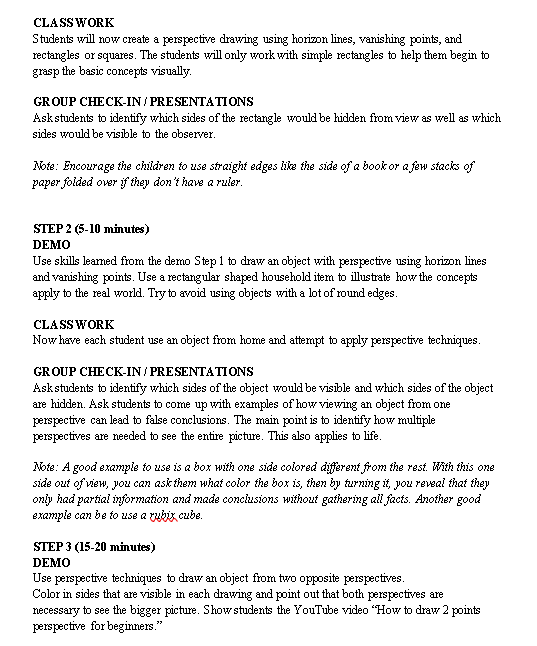 CLASSWORK
Students will now create a perspective drawing using horizon lines, vanishing points, and
rectangles or squares. The students will only work with simple rectangles to help them begin to
grasp the basic concepts visually.
GROUP CHECK-IN / PRESENTATIONS
Ask students to identify which sides of the rectangle would be hidden from view as well as which
sides would be visible to the observer.
Note: Encourage the children to use straight edges like the side of a book or a few stacks of
paper folded over if they don't have a ruler.
STEP 2 (5-10 minutes)
DEMO
Use skills learned from the demo Step 1 to draw an object with perspective using horizon lines
and vanishing points. Use a rectangular shaped household item to illustrate how the concepts
apply to the real world. Try to avoid using objects with a lot of round edges.
CLASSWORK
Now have each student use an object from home and attempt to apply perspective techniques.
GROUP CHECK-IN / PRESENTATIONS
Ask students to identify which sides of the object would be visible and which sides of the object
are hidden. Ask students to come up with examples of how viewing an object from one
perspective can lead to false conclusions. The main point is to identify how multiple
perspectives are needed to see the entire picture. This also applies to life.
Note: A good example to use is a box with one side colored different from the rest. With this one
side out of view, you can ask them what color the box is, then by turning it, you reveal that they
only had partial information and made conclusions without gathering all facts. Another good
example can be to use a rubix cube.
STEP 3 (15-20 minutes)
DEMO
Use perspective techniques to draw an object from two opposite perspectives.
Color in sides that are visible in each drawing and point out that both perspectives are
necessary to see the bigger picture. Show students the YouTube video “How to draw 2 points
perspective for beginners.”